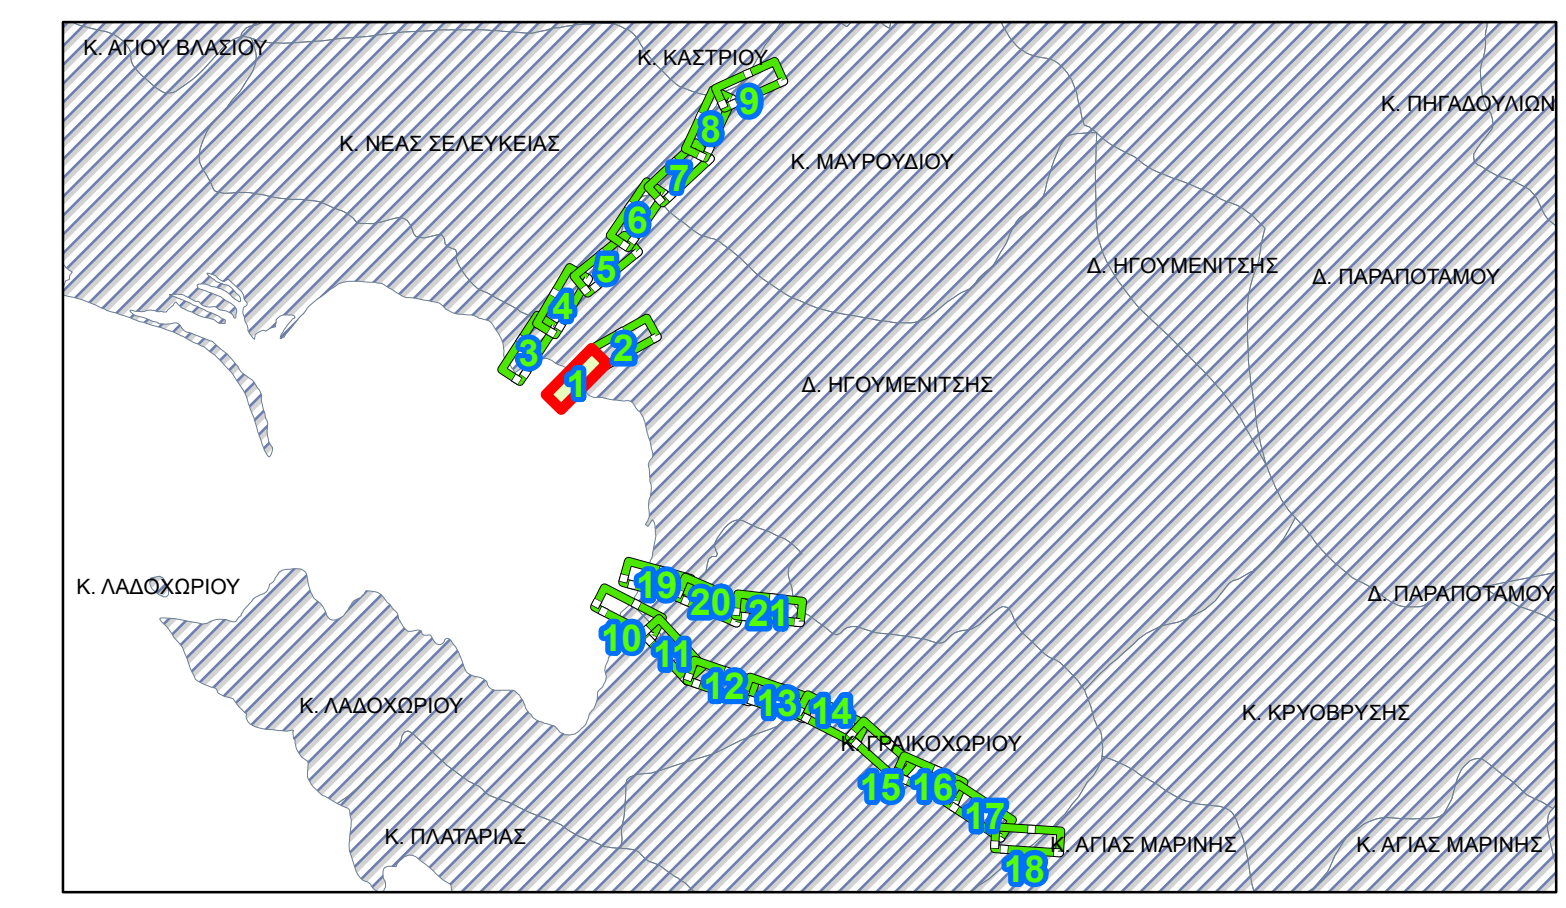 Κ. ΑΓΙΟΥ ΒΛΑΣΙΟΥ
Κ. ΚΑΣΤΡΙΟΥ
9
Κ. ΠΗΓΑΔΟΥΛΙΩΝ
8
Κ. ΝΕΑΣ ΣΕΛΕΥΚΕΙΑΣ
Κ. ΜΑΥΡΟΥΔΙΟΥ
7
6
5
Δ. ΗΓΟΥΜΕΝΙΤΣΗΣ
Δ. ΠΑΡΑΠΟΤΑΜΟΥ
4
3
2
1
Δ. ΗΓΟΥΜΕΝΙΤΣΗΣ
Κ. ΛΑΔΟΧΩΡΙΟΥ
19
20
21
Δ. ΠΑΡΑΠΟΤΑΜΟΥ
10
11
12
13
14
Κ. ΛΑΔΟΧΩΡΙΟΥ
Κ. ΚΡΥΟΒΡΥΣΗΣ
Κ. ΓΡΑΙΚΟΧΩΡΙΟΥ
15
16
17
Κ. ΠΛΑΤΑΡΙΑΣ
Κ. ΑΓΙΑΣ ΜΑΡΙΝΗΣ
Κ. ΑΓΙΑΣ ΜΑΡΙΝΗΣ
18